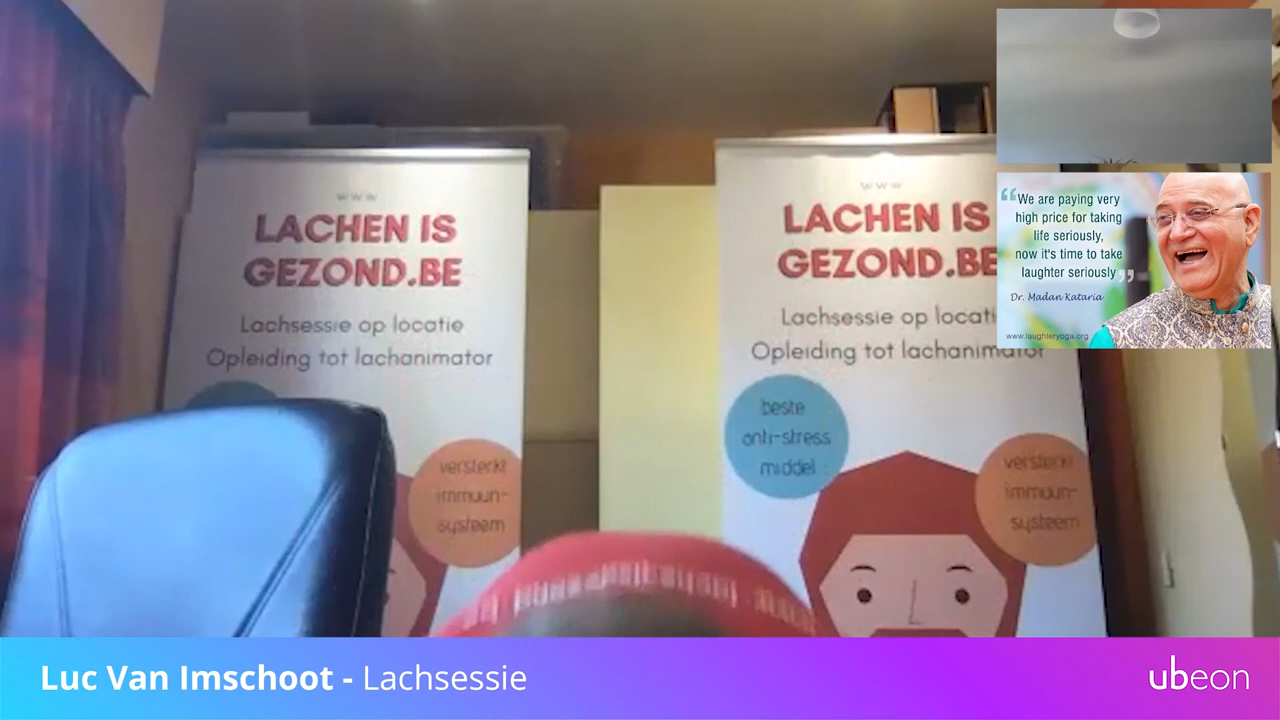 www
LACHEN IS
GEZOND.BE
Lachsessie op locatie
Opleiding tot lachanimator
versterkt
immuun-
systeem
www
LACHEN IS
GEZOND.BE
Lachsessie op locati
Opleiding tot lachanimator
beste
anti-stress
middel
versterkt
immuun-
systeem
“We are paying very
high price for taking
life seriously,
now it's time to take
laughter seriously”
Dr. Madan Kataria
www.laughteryoga.org
Luc Van Imschoot - Lachsessie
ubeon